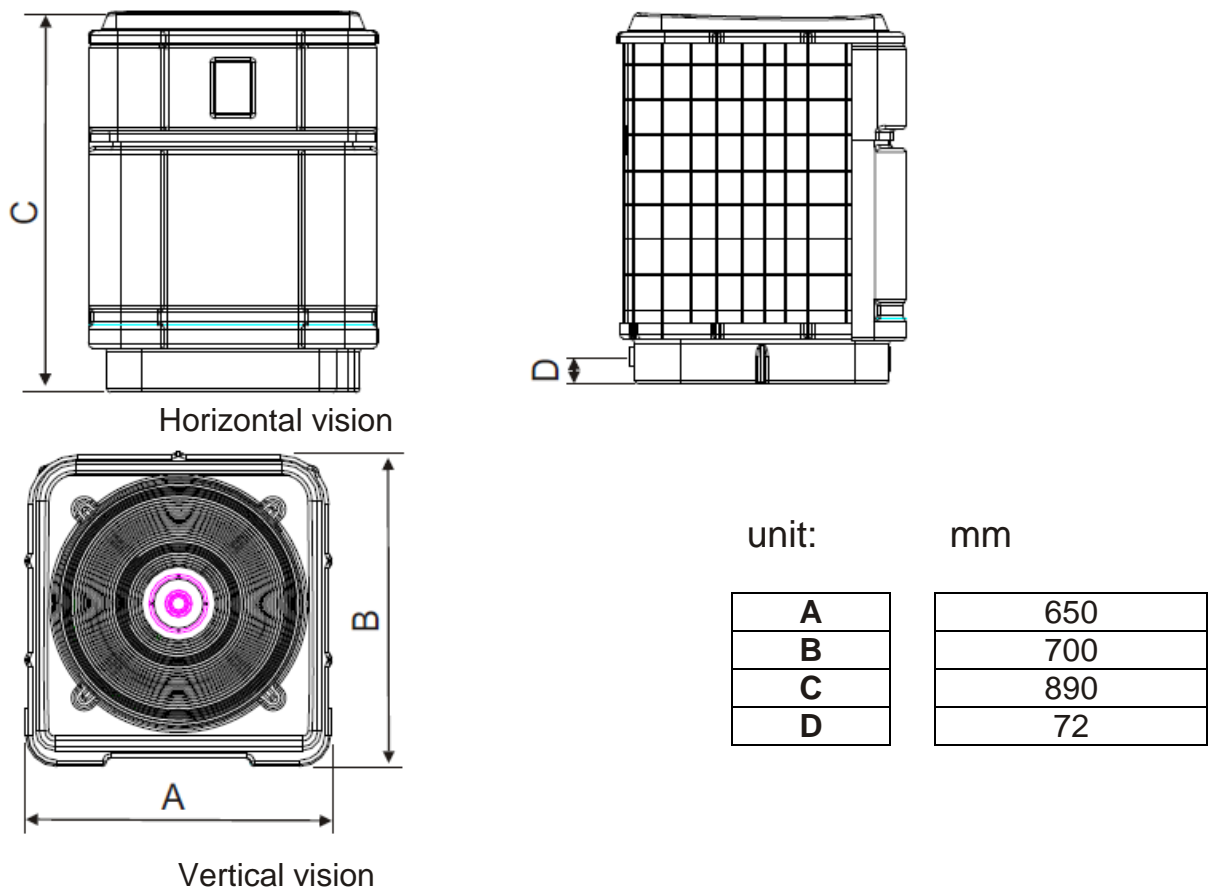 C
D
Horizontal vision
B
A
Vertical vision
unit: mm
A 650
B 700
C 890
D 72